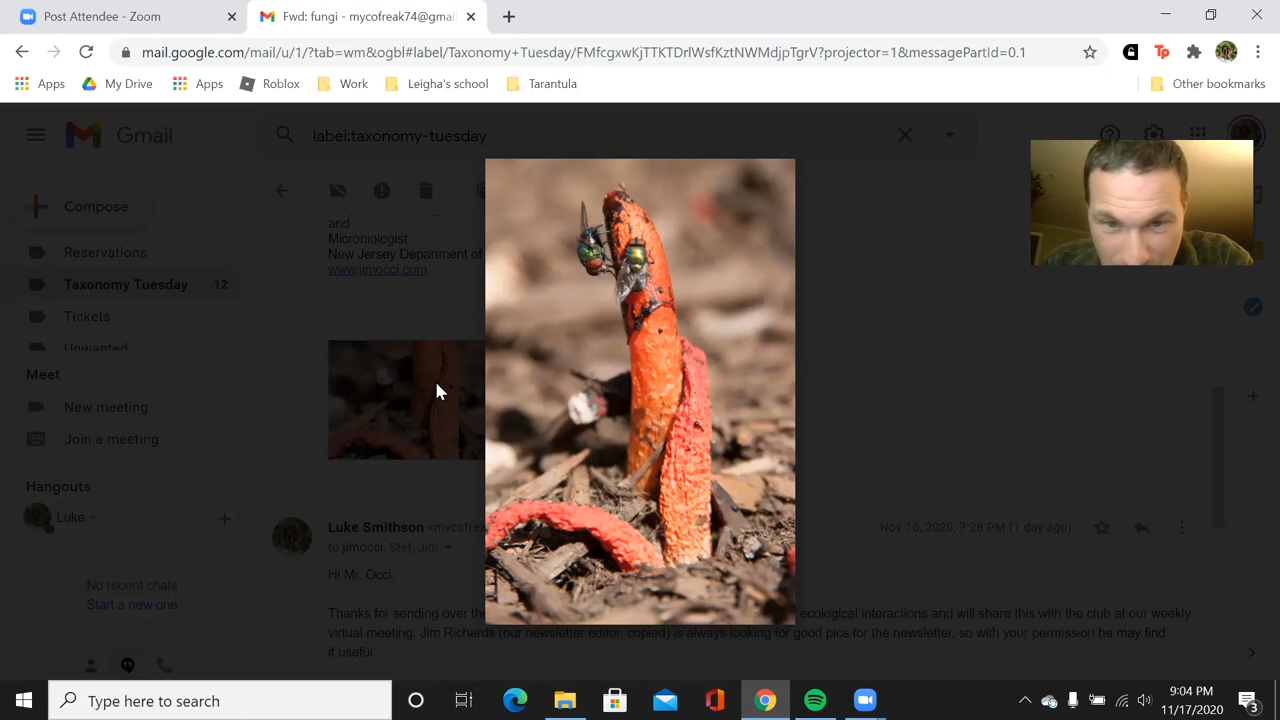 Post Attendee - Zoom
Fwd: fungi - mycofreak74@gmai
mail.google.com/mail/u/1/?tab=wm&ogbl#label/Taxonomy+Tuesday/FMfcgxwKjTTKTDrlWsfKztNWMdjpTgrV?projector=1&messagePartId=0.1
Apps My Drive Apps Roblox Work Leigha's school Tarantula Other bookmarks
Gmail
label:taxonomy-tuesday
Compose
and
Microbiologist
New Jersey Department of
www.jimocci.com
Reservations
Taxonomy Tuesday 12
Tickets
Unwanted
Meet
New meeting
Join a meeting
Hangouts
Luke
No recent chats
Start a new one
Luke Smithson <mycofrea
Nov 16, 2020, 7:28 PM (1 day ago)
to jimocci, Stef, Jim
Hi Mr. Occi,
Thanks for sending over the ecological interactions and will share this with the club at our weekly
virtual meeting. Jim Richards (our newsletter editor, copied) is always looking for good pics for the newsletter, so with your permission he may find
it useful.
Type here to search
9:04 PM
11/17/2020
3